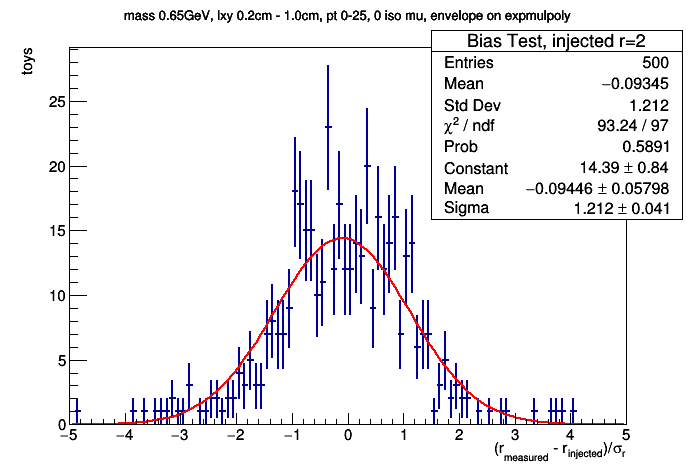 mass 0.65GeV, lxy 0.2cm - 1.0cm, pt 0-25, 0 iso mu, envelope on expmulpoly
toys
Bias Test, injected r=2
Entries 500
Mean −0.09345
Std Dev 1.212
χ² / ndf 93.24 / 97
Prob 0.5891
Constant 14.39 ± 0.84
Mean −0.09446 ± 0.05798
Sigma 1.212 ± 0.041
25
20
15
10
5
0
−5 −4 −3 −2 −1 0 1 2 3 4 5
(r_measured - r_injected)/σ_r